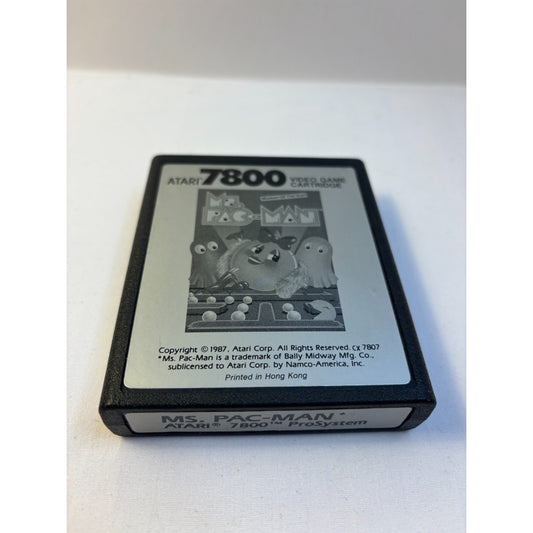 ATARI® 7800™ VIDEO GAME
CARTRIDGE
MS.
PAC-MAN
Copyright © 1987, Atari Corp. All Rights Reserved. CX 7807
*Ms. Pac-Man is a trademark of Bally Midway Mfg. Co.,
sublicensed to Atari Corp. by Namco-America, Inc.
Printed in Hong Kong
MS. PAC-MAN*
ATARI® 7800™ ProSystem